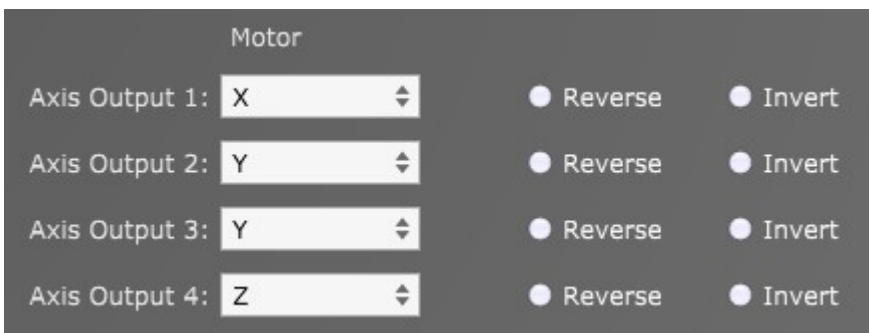 Motor
Axis Output 1: X Reverse Invert
Axis Output 2: Y Reverse Invert
Axis Output 3: Y Reverse Invert
Axis Output 4: Z Reverse Invert